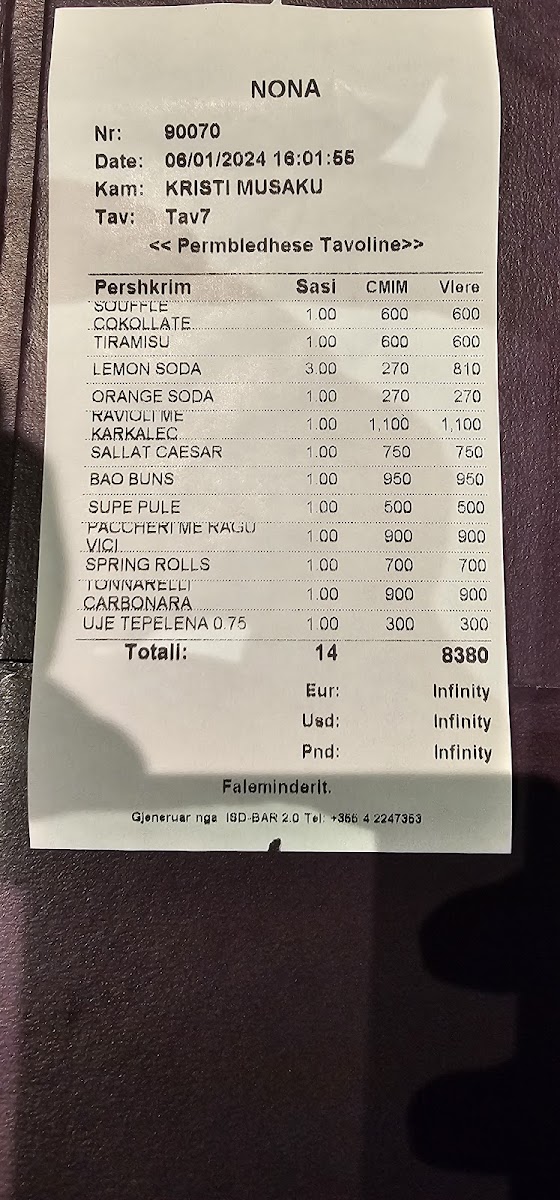 NONA
Nr: 90070
Date: 06/01/2024 16:01:55
Kam: KRISTI MUSAKU
Tav: Tav7
<< Permbledhese Tavoline>>
Pershkrim Sasi CMIM Vlere
SOUFFLE
COKOLLATE 1.00 600 600
TIRAMISU 1.00 600 600
LEMON SODA 3.00 270 810
ORANGE SODA 1.00 270 270
RAVIOLI ME
KARKALEC 1.00 1,100 1,100
SALLAT CAESAR 1.00 750 750
BAO BUNS 1.00 950 950
SUPE PULE 1.00 500 500
PACCHERI ME RAGU
VICI 1.00 900 900
SPRING ROLLS 1.00 700 700
TONNARELLI
CARBONARA 1.00 900 900
UJE TEPELENA 0.75 1.00 300 300
Totali: 14 8380
Eur: Infinity
Usd: Infinity
Pnd: Infinity
Faleminderit.
Gjeneruar nga ISD-BAR 2.0 Tel: +355 4 2247353